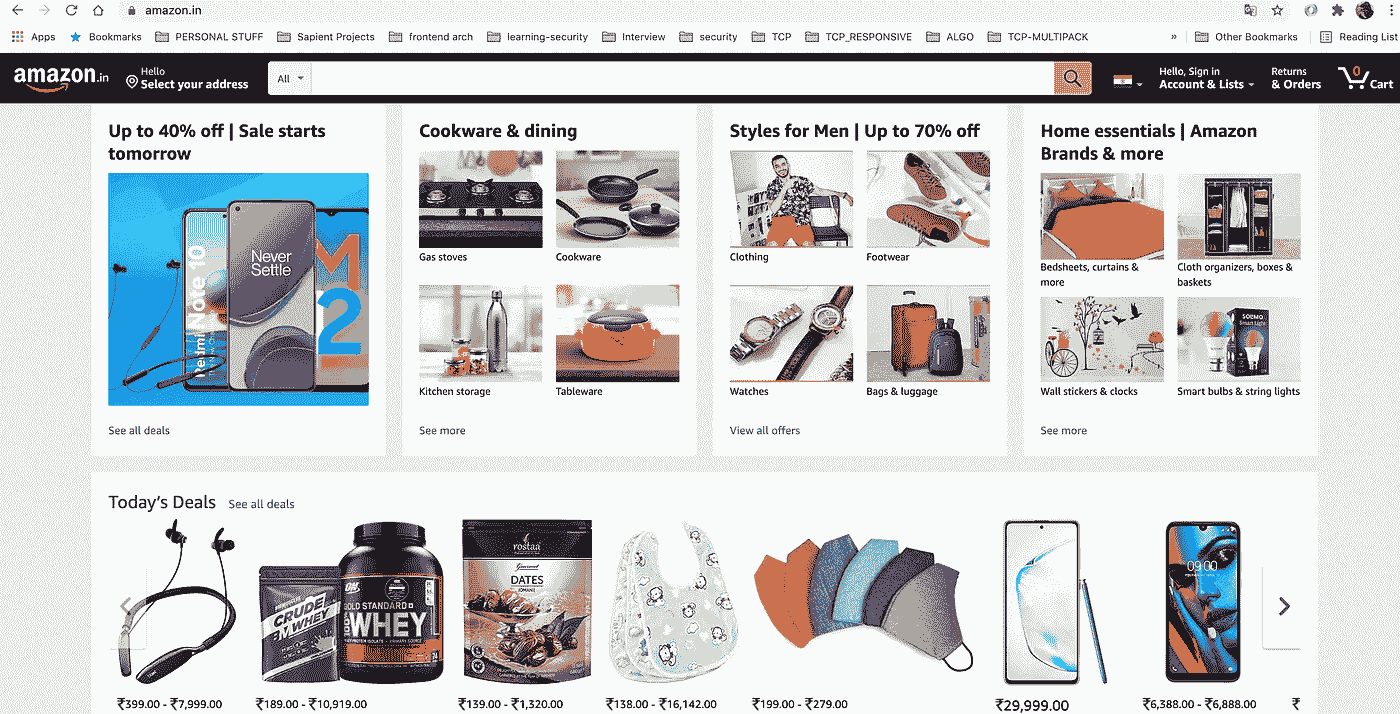 amazon.in
Apps
Bookmarks
PERSONAL STUFF
Sapient Projects
frontend arch
learning-security
Interview
security
TCP
TCP_RESPONSIVE
ALGO
TCP-MULTIPACK
»
Other Bookmarks
Reading List
amazon.in
Hello
Select your address
All
Hello, Sign in
Account & Lists
Returns
& Orders
0
Cart
Up to 40% off | Sale starts
tomorrow
Never
Settle
Redmi Note 10
M
2
See all deals
Cookware & dining
Gas stoves
Cookware
Kitchen storage
Tableware
See more
Styles for Men | Up to 70% off
Clothing
Footwear
Watches
Bags & luggage
View all offers
Home essentials | Amazon
Brands & more
Bedsheets, curtains &
more
Cloth organizers, boxes &
baskets
Wall stickers & clocks
SOLIMO
Smart Light
Smart bulbs & string lights
See more
Today's Deals
See all deals
CRUDE
WHEY
ON
GOLD STANDARD
100%
WHEY
rostaa
Gourmet
DATES
09:00
₹399.00 - ₹7,999.00
₹189.00 - ₹10,919.00
₹139.00 - ₹1,320.00
₹138.00 - ₹16,142.00
₹199.00 - ₹279.00
₹29,999.00
₹6,388.00 - ₹6,888.00
₹